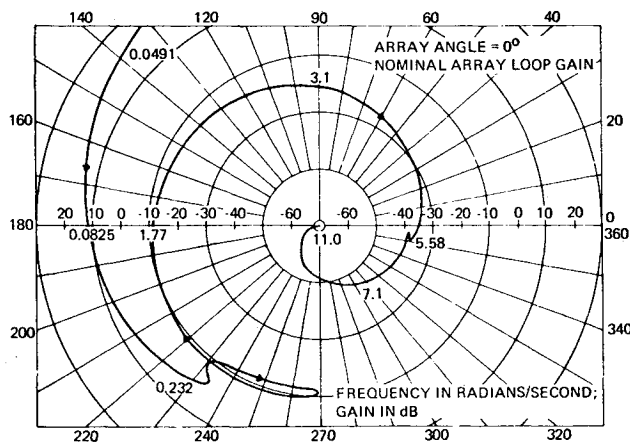 140 120 90 60 40
0.0491
ARRAY ANGLE = 0°
NOMINAL ARRAY LOOP GAIN
3.1
160 20
20 10 0 -10 -20 -30 -40 -60 -60 -40 -30 -20 -10 0 10 20 0
180 0.0825 1.77 11.0 5.58 360
7.1
200 340
0.232
FREQUENCY IN RADIANS/SECOND;
GAIN IN dB
220 240 270 300 320